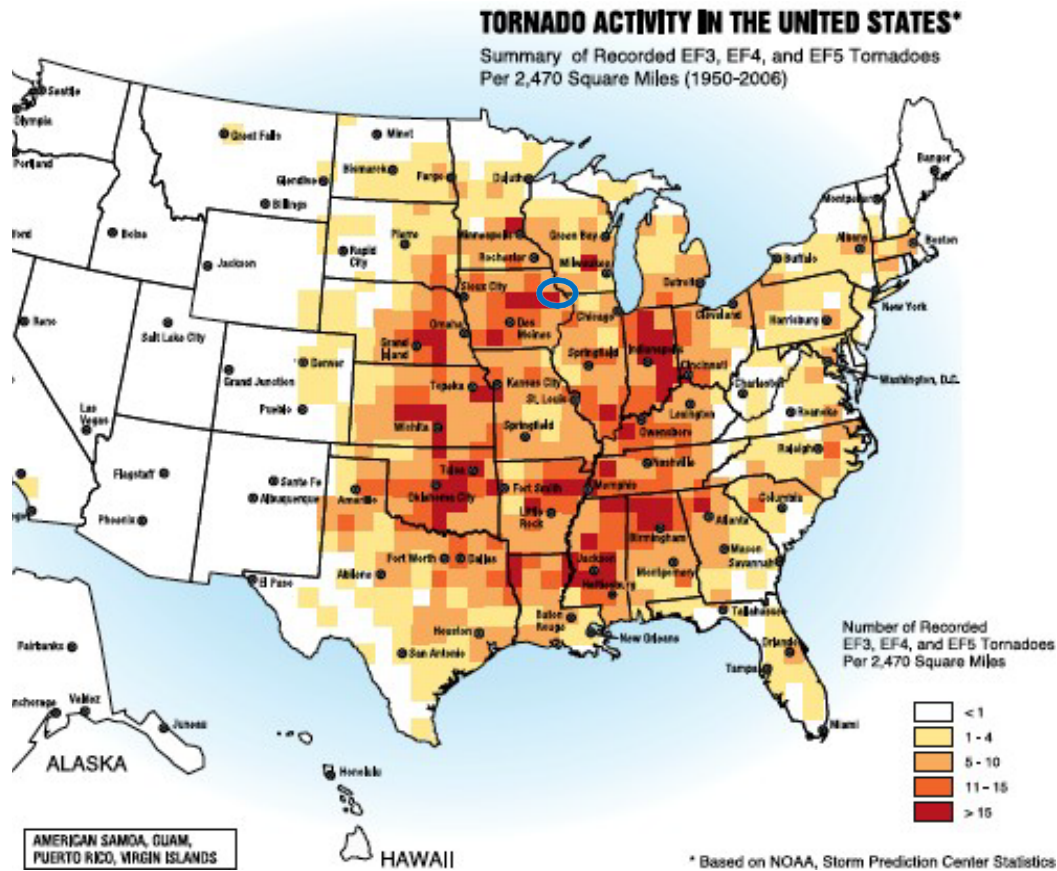 TORNADO ACTIVITY IN THE UNITED STATES*
Summary of Recorded EF3, EF4, and EF5 Tornadoes
Per 2,470 Square Miles (1950-2006)
Seattle
Olympia
Portland
Great Falls
Minot
Bismarck
Fargo
Duluth
Glendive
Billings
Bangor
Montpelier
Boise
Jackson
Rapid City
Pierre
Minneapolis
Green Bay
Rochester
Milwaukee
Albany
Boston
Buffalo
Detroit
Sioux City
Chicago
Cleveland
New York
Reno
Salt Lake City
Omaha
Des Moines
Harrisburg
Grand Island
Denver
Springfield
Indianapolis
Cincinnati
Grand Junction
Topeka
Kansas City
Charleston
Washington, D.C.
Pueblo
St. Louis
Lexington
Roanoke
Las Vegas
Wichita
Springfield
Owensboro
Raleigh
Flagstaff
Santa Fe
Tulsa
Nashville
Albuquerque
Amarillo
Oklahoma City
Fort Smith
Memphis
Columbia
Phoenix
Little Rock
Atlanta
Birmingham
Macon
Fort Worth
Dallas
Jackson
Montgomery
Savannah
El Paso
Abilene
Hattiesburg
Tallahassee
Houston
Baton Rouge
New Orleans
San Antonio
Orlando
Tampa
Miami
Fairbanks
nchorage
Valdez
Juneau
ALASKA
Honolulu
HAWAII
Number of Recorded
EF3, EF4, and EF5 Tornadoes
Per 2,470 Square Miles
< 1
1 - 4
5 - 10
11 - 15
> 15
AMERICAN SAMOA, GUAM,
PUERTO RICO, VIRGIN ISLANDS
* Based on NOAA, Storm Prediction Center Statistics